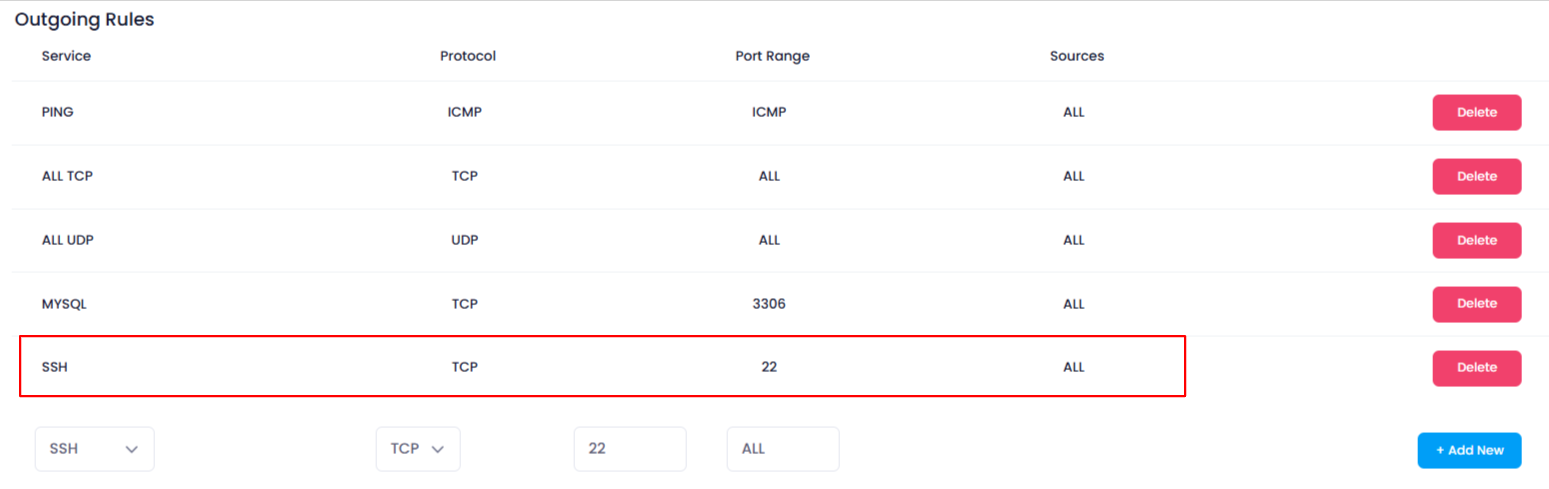 Outgoing Rules
Service Protocol Port Range Sources
PING ICMP ICMP ALL Delete
ALL TCP TCP ALL ALL Delete
ALL UDP UDP ALL ALL Delete
MYSQL TCP 3306 ALL Delete
SSH TCP 22 ALL Delete
SSH TCP 22 ALL + Add New